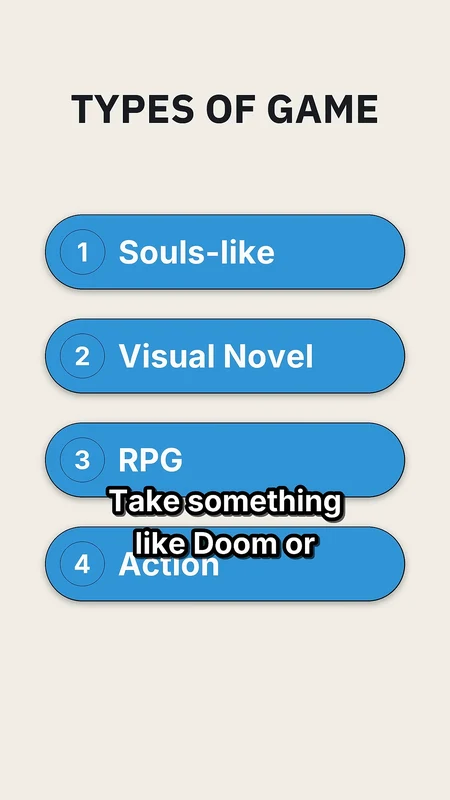 TYPES OF GAME
1 Souls-like
2 Visual Novel
3 RPG
Take something
like Doom or
4 Action